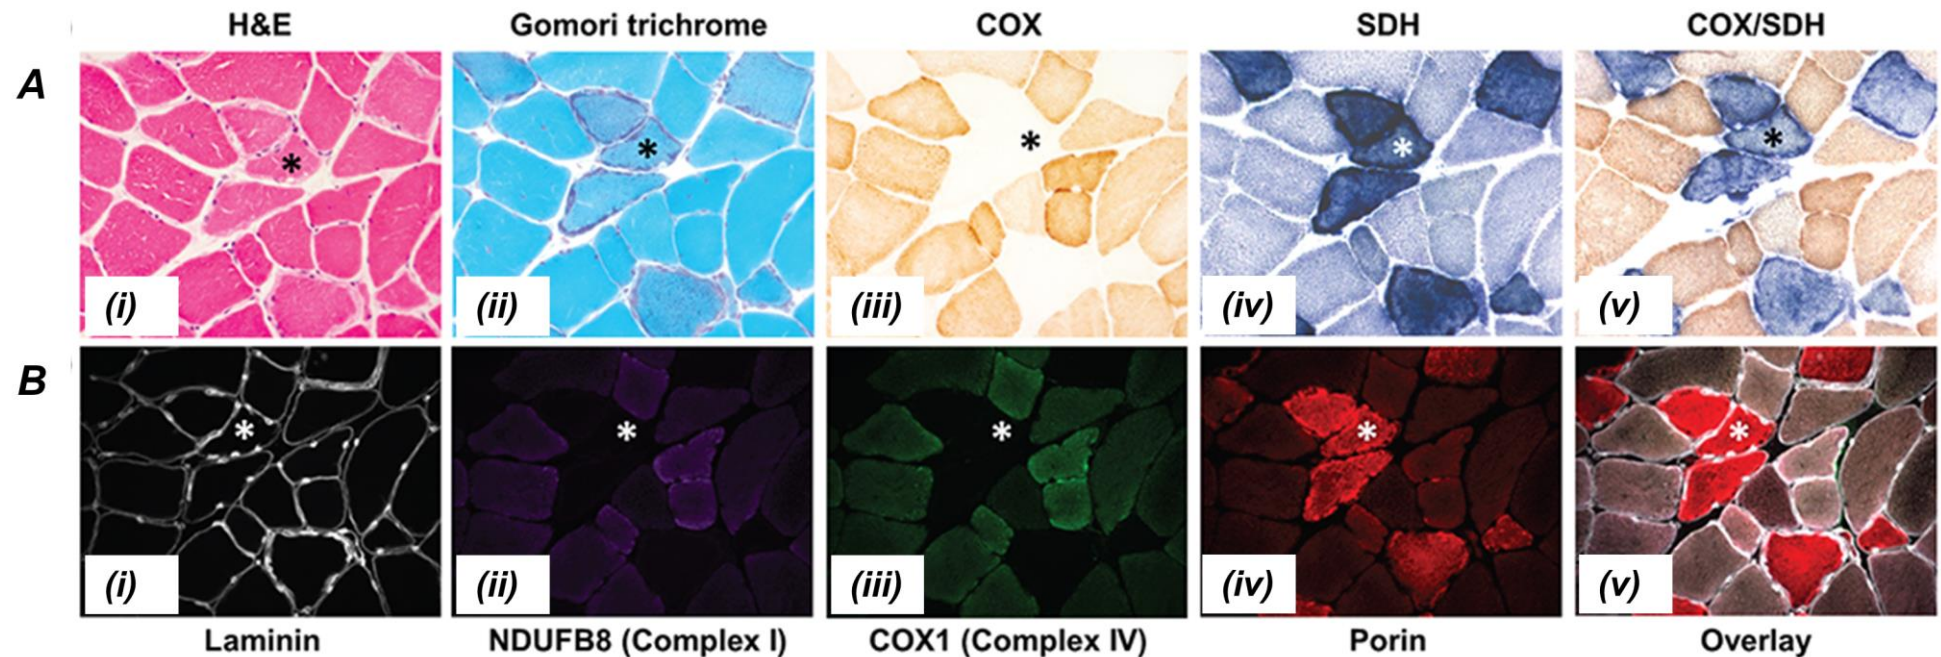 H&E Gomori trichrome COX SDH COX/SDH
A
* * * * *
(i) (ii) (iii) (iv) (v)
B
* * * * *
(i) (ii) (iii) (iv) (v)
Laminin NDUFB8 (Complex I) COX1 (Complex IV) Porin Overlay